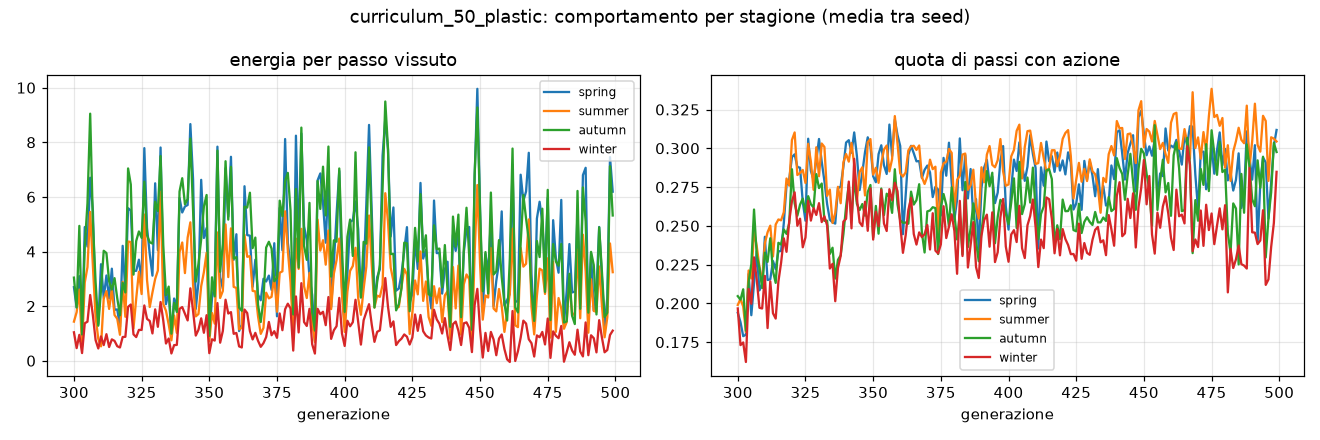 curriculum_50_plastic: comportamento per stagione (media tra seed)
energia per passo vissuto
10
8
6
4
2
0
300
325
350
375
400
425
450
475
500
generazione
spring
summer
autumn
winter
quota di passi con azione
0.325
0.300
0.275
0.250
0.225
0.200
0.175
300
325
350
375
400
425
450
475
500
generazione
spring
summer
autumn
winter